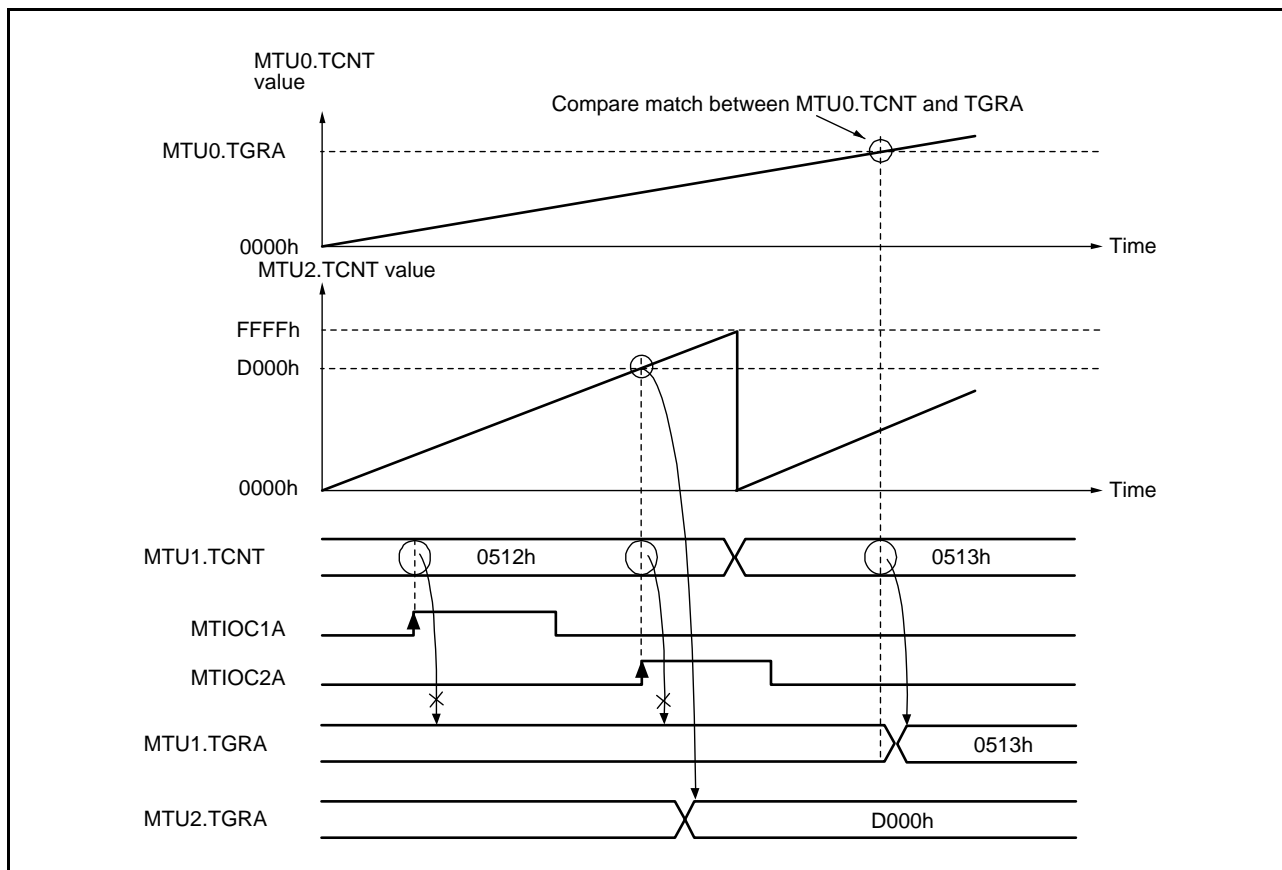 MTU0.TCNT
value
Compare match between MTU0.TCNT and TGRA
MTU0.TGRA
0000h
Time
MTU2.TCNT value
FFFFh
D000h
0000h
Time
MTU1.TCNT
0512h
0513h
MTIOC1A
MTIOC2A
MTU1.TGRA
0513h
MTU2.TGRA
D000h